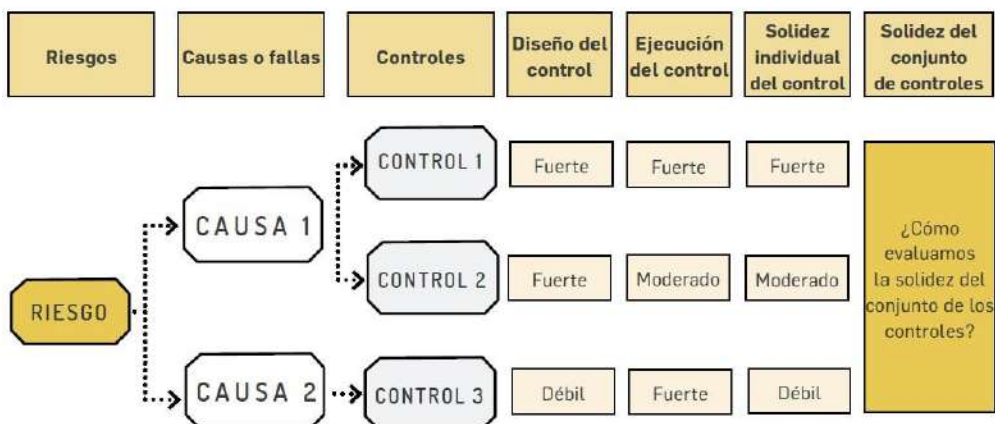 Riesgos
Causas o fallas
Controles
Diseño del
control
Ejecución
del control
Solidez
individual
del control
Solidez del
conjunto
de controles
CONTROL 1
Fuerte
Fuerte
Fuerte
CAUSA 1
CONTROL 2
Fuerte
Moderado
Moderado
RIESGO
CAUSA 2
CONTROL 3
Débil
Fuerte
Débil
¿Cómo
evaluamos
la solidez del
conjunto de los
controles?